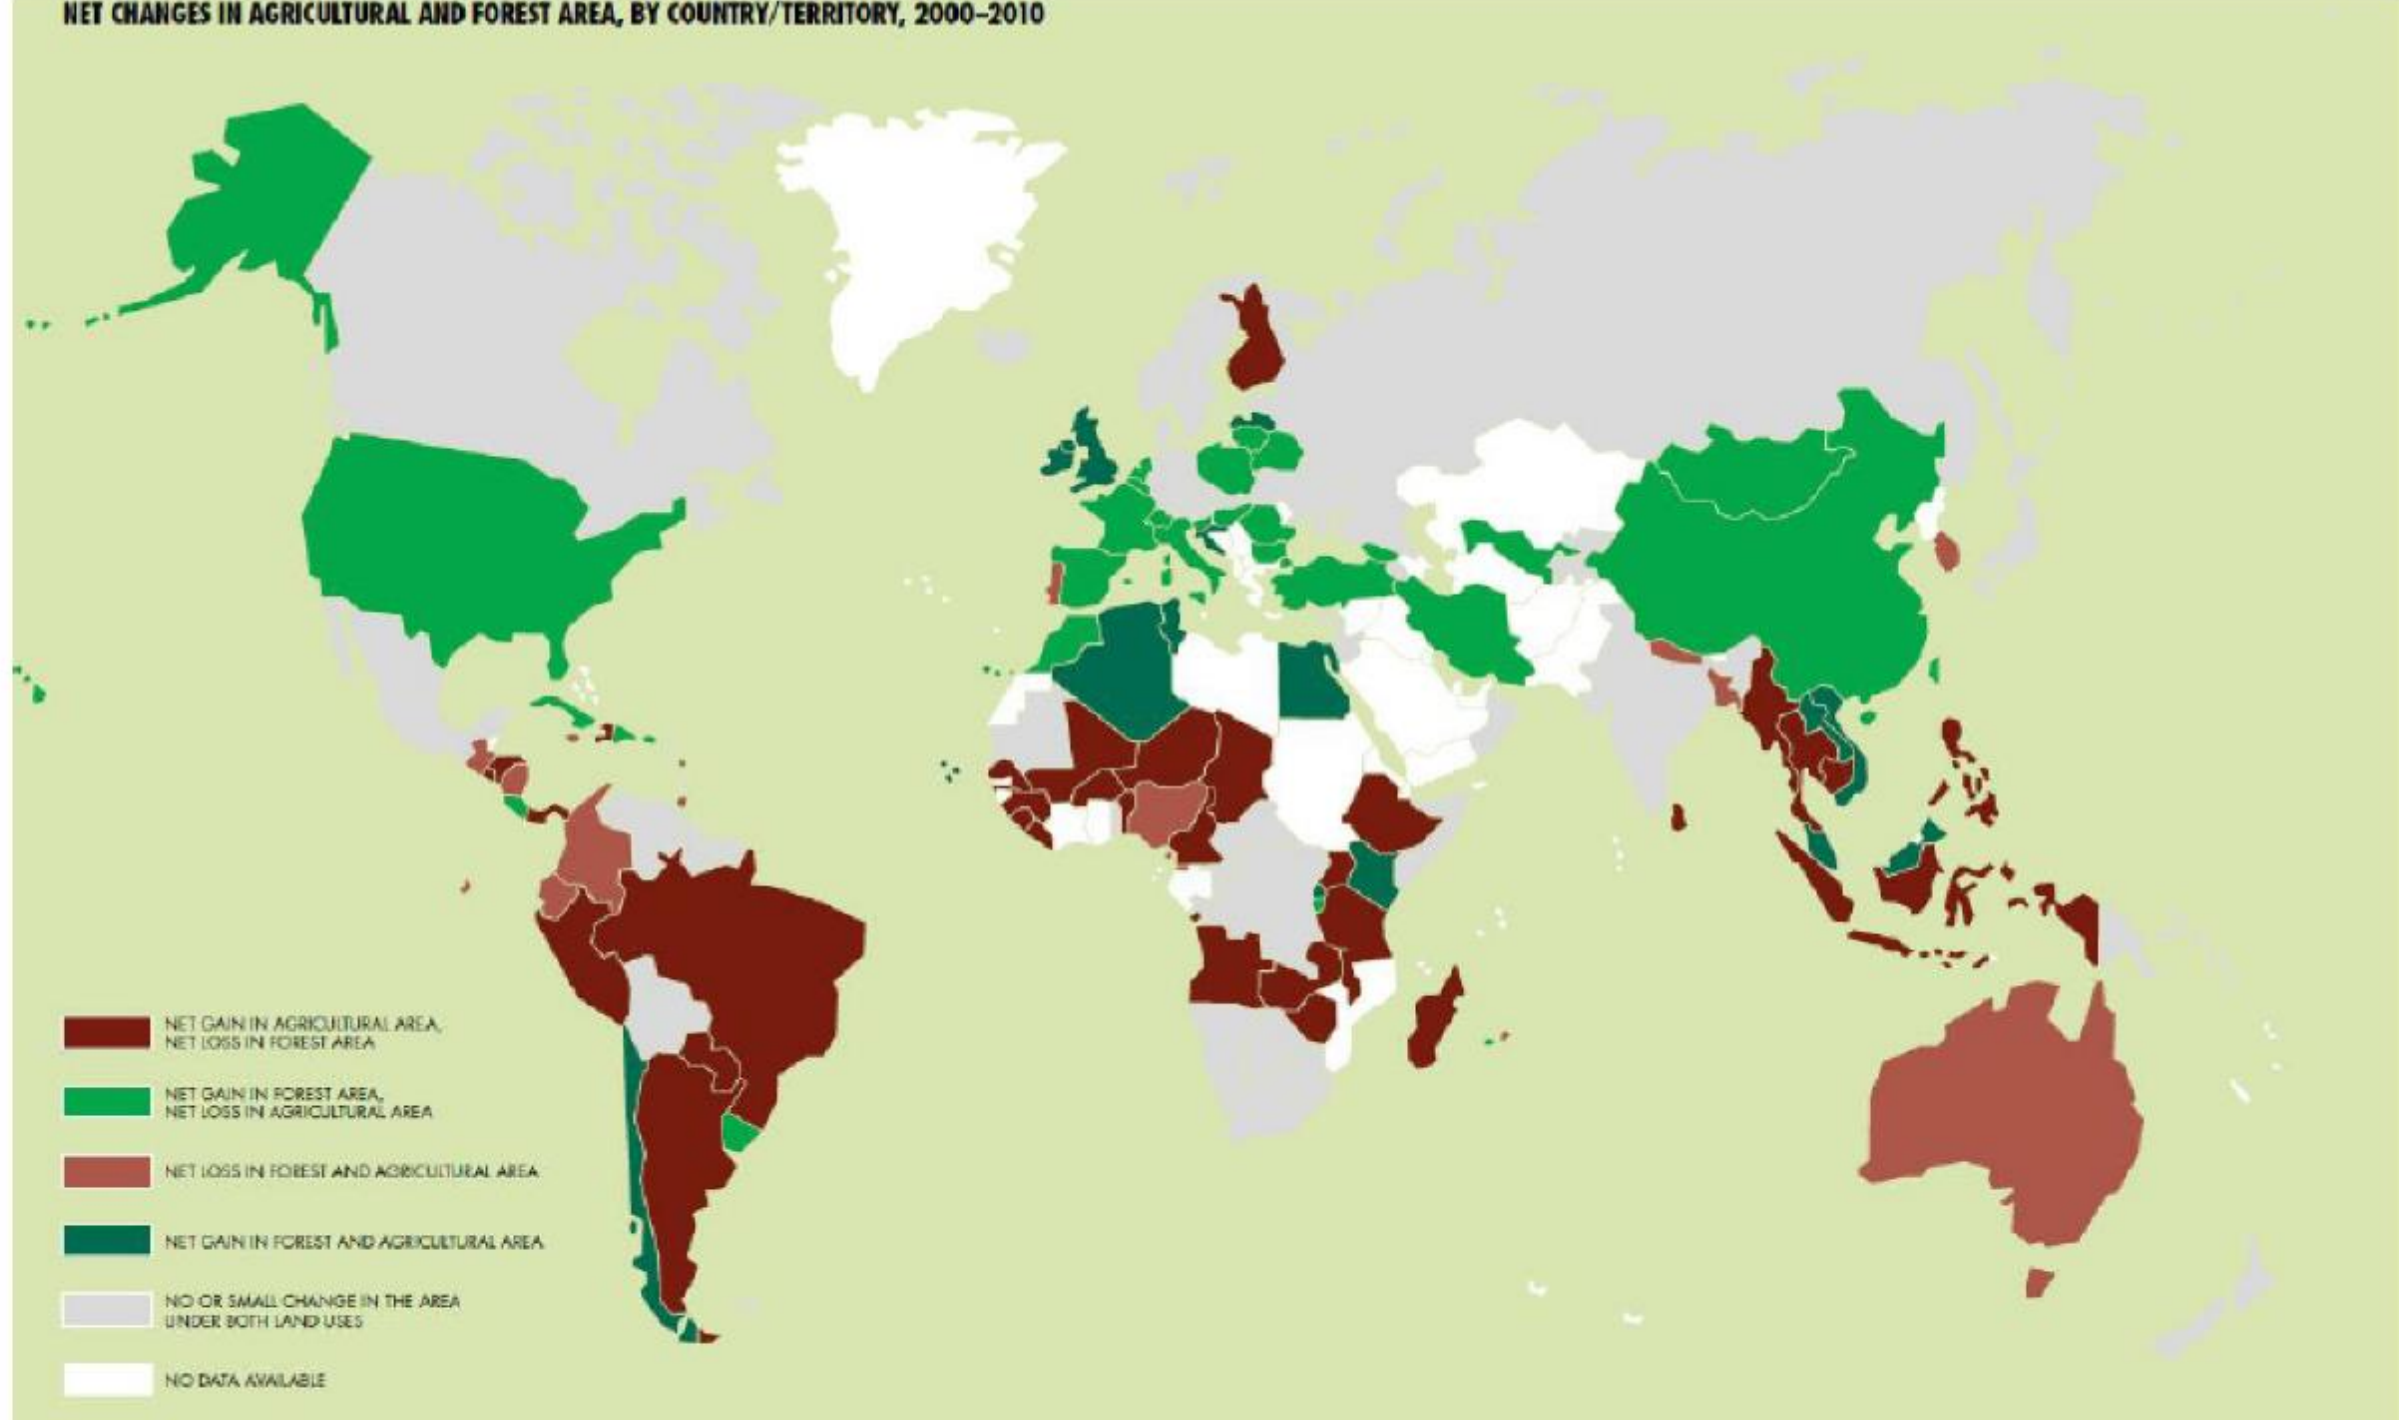 NET CHANGES IN AGRICULTURAL AND FOREST AREA, BY COUNTRY/TERRITORY, 2000–2010
NET GAIN IN AGRICULTURAL AREA,
NET LOSS IN FOREST AREA
NET GAIN IN FOREST AREA,
NET LOSS IN AGRICULTURAL AREA
NET LOSS IN FOREST AND AGRICULTURAL AREA
NET GAIN IN FOREST AND AGRICULTURAL AREA
NO OR SMALL CHANGE IN THE AREA
UNDER BOTH LAND USES
NO DATA AVAILABLE